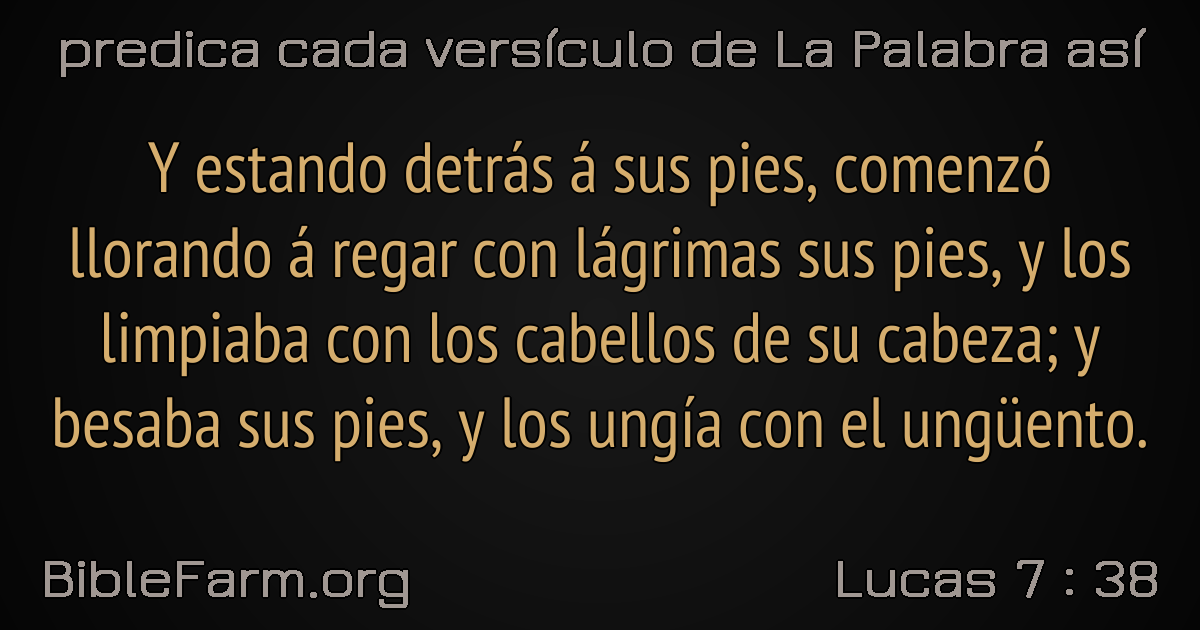 predica cada versículo de La Palabra así
Y estando detrás á sus pies, comenzó
llorando á regar con lágrimas sus pies, y los
limpiaba con los cabellos de su cabeza; y
besaba sus pies, y los ungía con el ungüento.
BibleFarm.org
Lucas 7 : 38